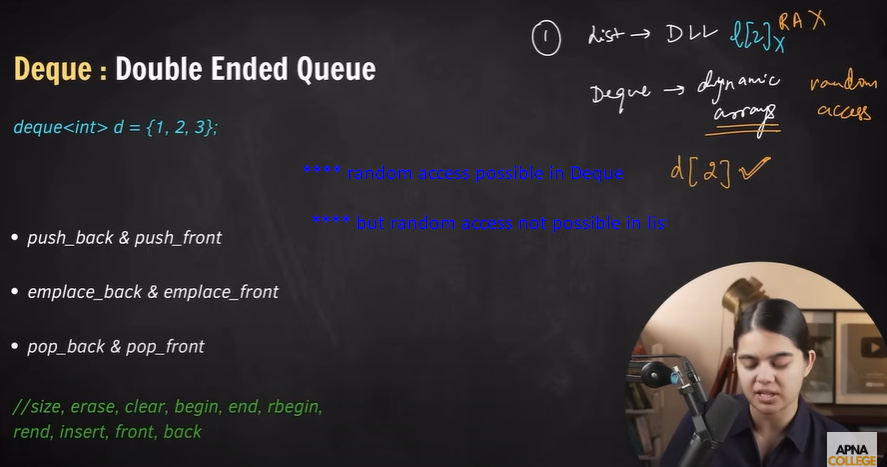 ① list → DLL l[2] X RA X
Deque : Double Ended Queue
Deque → dynamic arrays random access
deque<int> d = {1, 2, 3};
**** random access possible in Deque
d[2] ✓
**** but random access not possible in lis
• push_back & push_front
• emplace_back & emplace_front
• pop_back & pop_front
//size, erase, clear, begin, end, rbegin,
rend, insert, front, back
APNA
COLLEGE